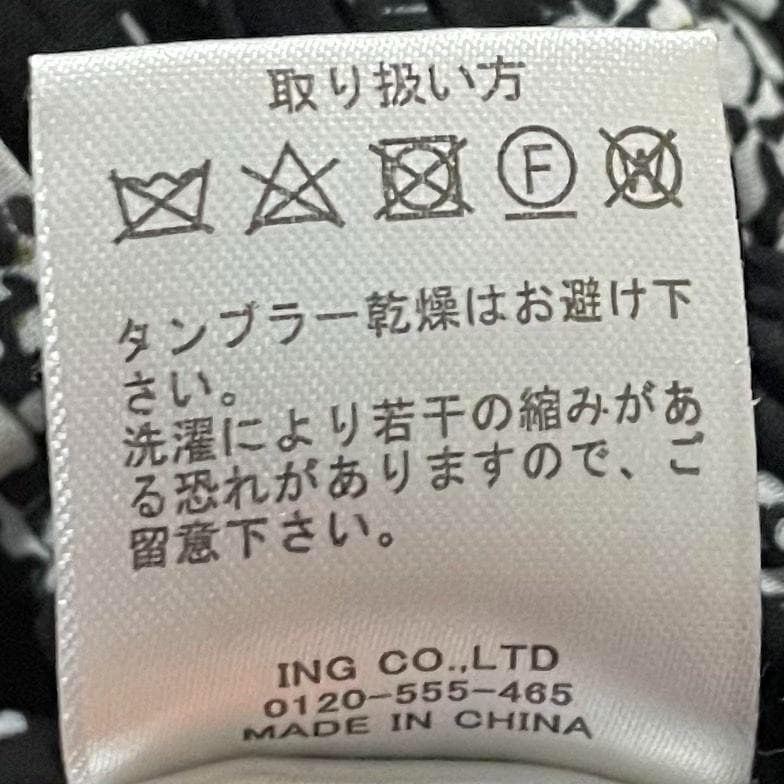 取り扱い方
F
W
タンブラー乾燥はお避け下
さい。
洗濯により若干の縮みがあ
る恐れがありますので、ご
留意下さい。
ING CO.,LTD
0120-555-465
MADE IN CHINA